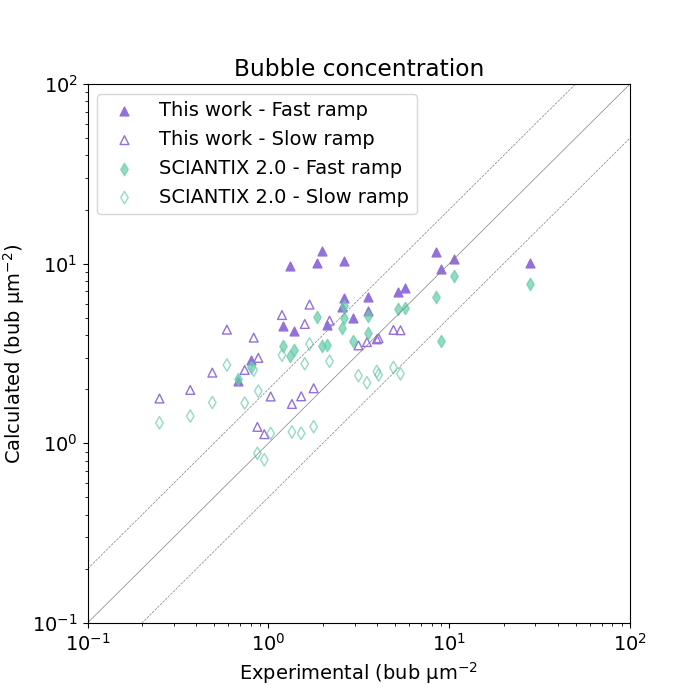 Bubble concentration
This work - Fast ramp
This work - Slow ramp
SCIANTIX 2.0 - Fast ramp
SCIANTIX 2.0 - Slow ramp
10²
10¹
10⁰
10⁻¹
Calculated (bub μm⁻²)
10⁻¹ 10⁰ 10¹ 10²
Experimental (bub μm⁻²